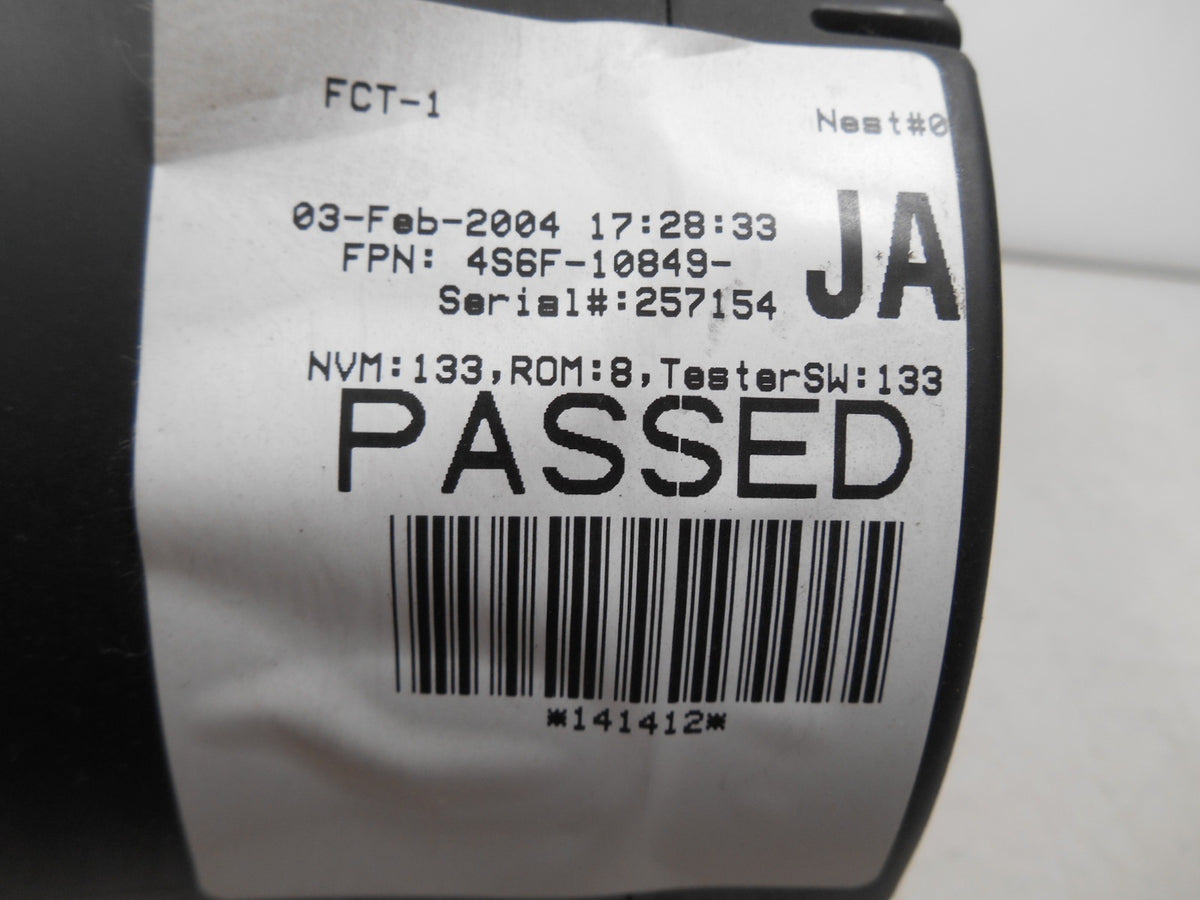 FCT-1
Nest#0
03-Feb-2004 17:28:33
JA
FPN: 4S6F-10849-
Serial#:257154
NVM:133,ROM:8,TesterSW:133
PASSED
*141412*